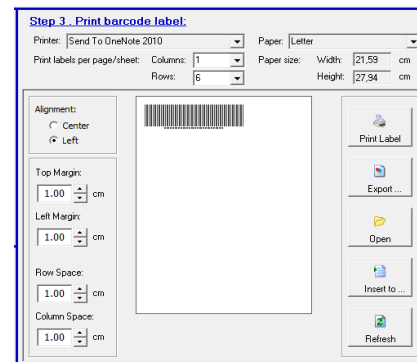 Step 3 . Print barcode label:
Printer: Send To OneNote 2010 Paper: Letter
Print labels per page/sheet: Columns: 1 Paper size: Width: 21,59 cm
Rows: 6 Height: 27,94 cm
Alignment:
Center
Left
Top Margin:
1.00 cm
Left Margin:
1.00 cm
Row Space:
1.00 cm
Column Space:
1.00 cm
Print Label
Export ...
Open
Insert to ...
Refresh